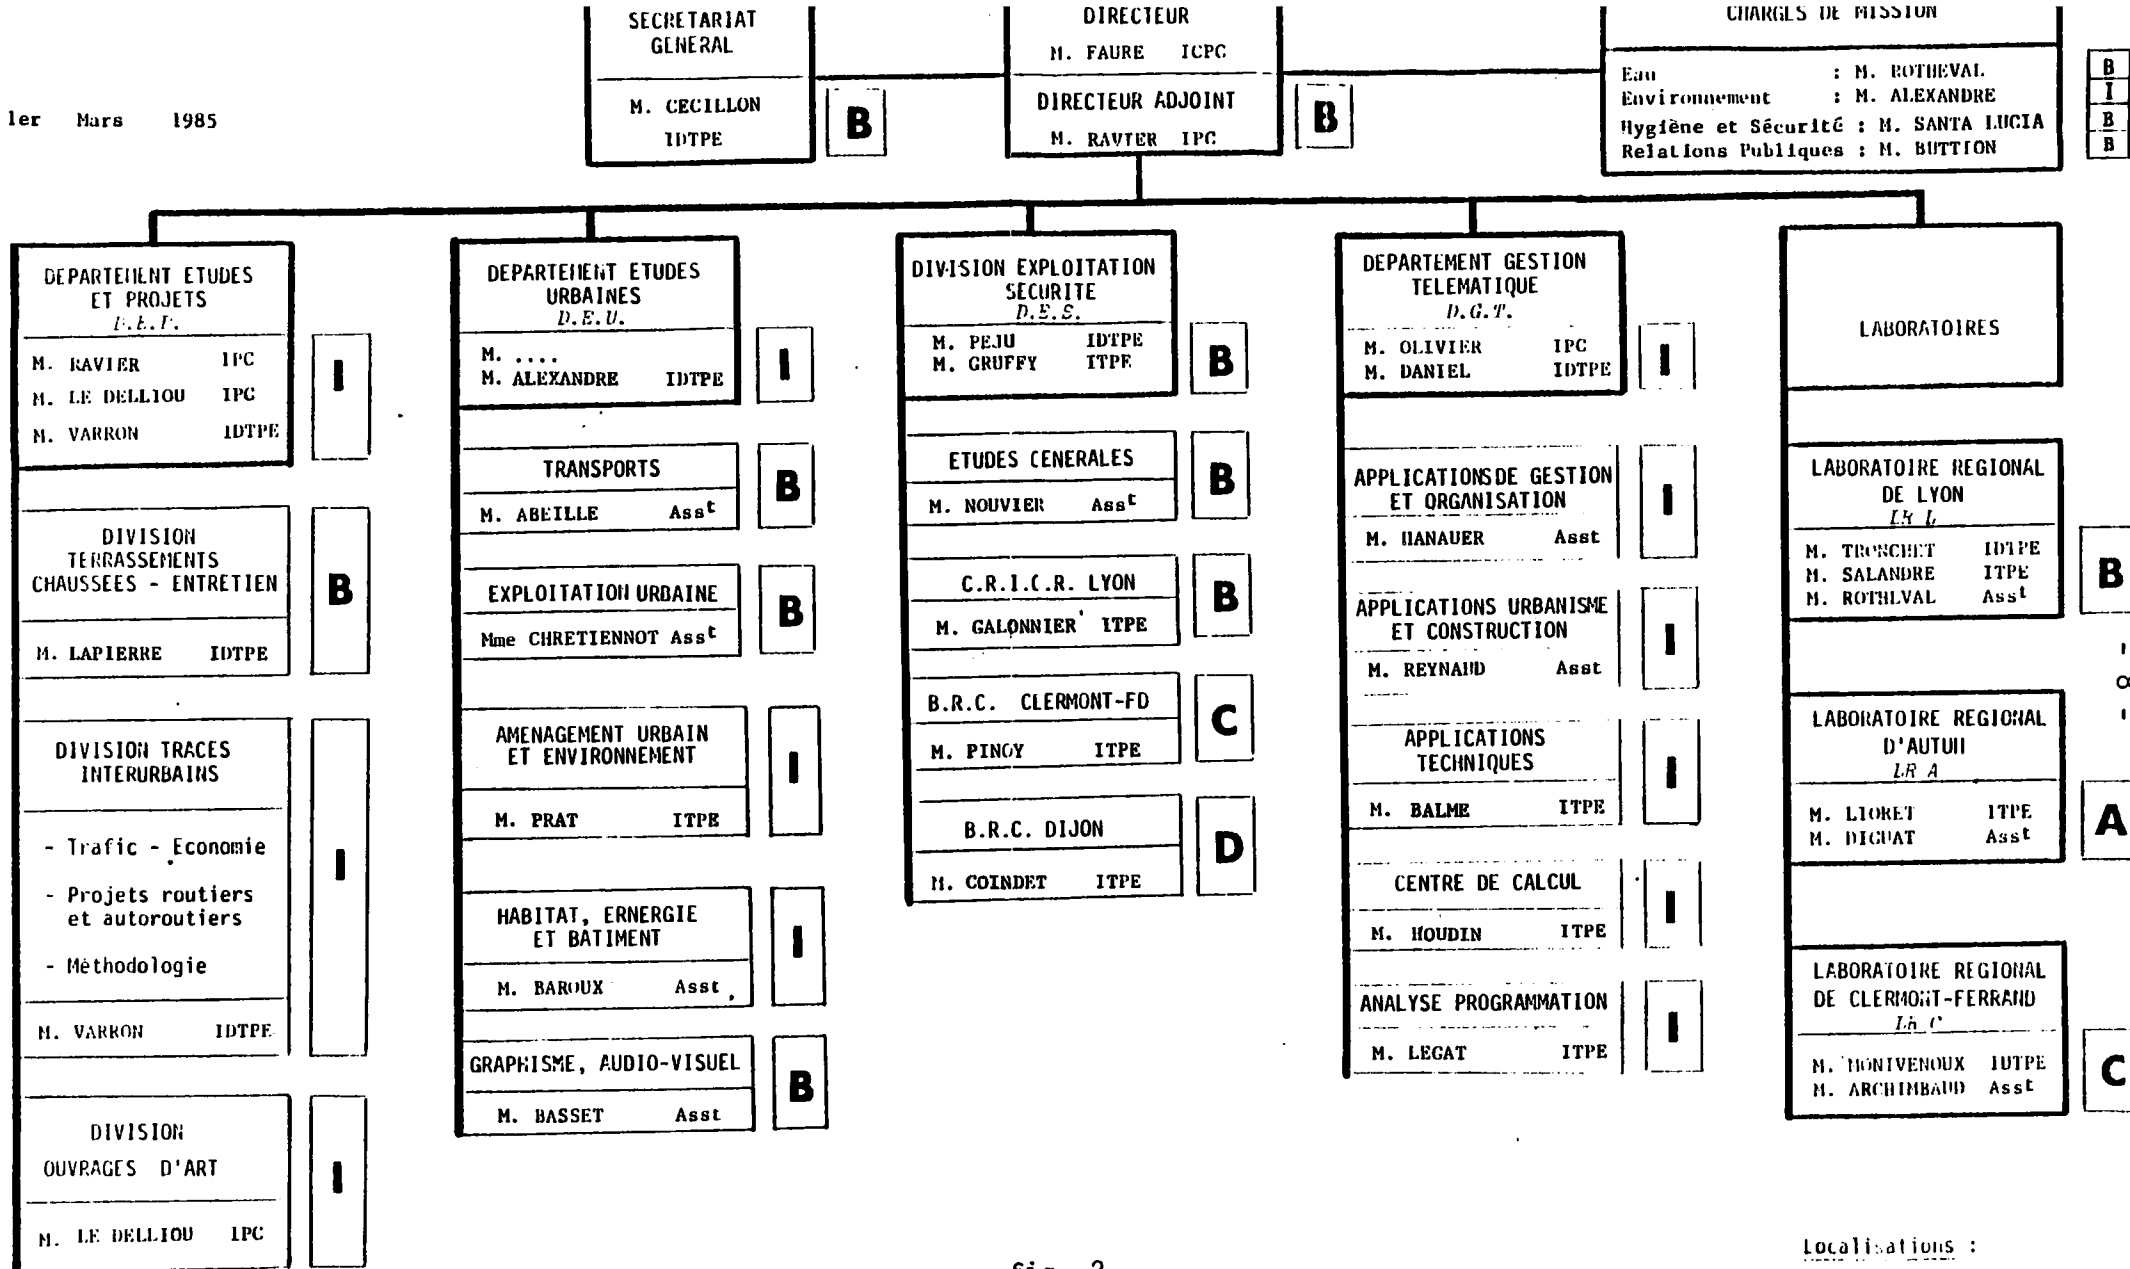 SECRETARIAT
GENERAL
M. CECILLON
IDTPE
B
DIRECTEUR
M. FAURE ICPC
DIRECTEUR ADJOINT
M. RAVIER IPC
B
CHARGES DE MISSION
Eau : M. ROTHEVAL
Environnement : M. ALEXANDRE
Hygiène et Sécurité : M. SANTA LUCIA
Relations Publiques : M. BUTTION
B
I
B
B
1er Mars 1985
DEPARTEMENT ETUDES
ET PROJETS
D.E.P.
M. RAVIER IPC
M. LE DELLIOU IPC
M. VARRON IDTPE
I
DIVISION
TERRASSEMENTS
CHAUSSEES - ENTRETIEN
M. LAPIERRE IDTPE
B
DIVISION TRACES
INTERURBAINS
- Trafic - Economie
- Projets routiers
et autoroutiers
- Méthodologie
M. VARRON IDTPE
I
DIVISION
OUVRAGES D'ART
M. LE DELLIOU IPC
I
DEPARTEMENT ETUDES
URBAINES
D.E.U.
M. ....
M. ALEXANDRE IDTPE
I
TRANSPORTS
M. ABEILLE Asst
B
EXPLOITATION URBAINE
Mme CHRETIENNOT Asst
B
AMENAGEMENT URBAIN
ET ENVIRONNEMENT
M. PRAT ITPE
I
HABITAT, ERNERGIE
ET BATIMENT
M. BAROUX Asst
I
GRAPHISME, AUDIO-VISUEL
M. BASSET Asst
B
DIVISION EXPLOITATION
SECURITE
D.E.S.
M. PEJU IDTPE
M. GRUFFY ITPE
B
ETUDES GENERALES
M. NOUVIER Asst
B
C.R.I.C.R. LYON
M. GALONNIER ITPE
B
B.R.C. CLERMONT-FD
M. PINOY ITPE
C
B.R.C. DIJON
M. COINDET ITPE
D
DEPARTEMENT GESTION
TELEMATIQUE
D.G.T.
M. OLIVIER IPC
M. DANIEL IDTPE
I
APPLICATIONS DE GESTION
ET ORGANISATION
M. HANAUER Asst
I
APPLICATIONS URBANISME
ET CONSTRUCTION
M. REYNAUD Asst
I
APPLICATIONS
TECHNIQUES
M. BALME ITPE
I
CENTRE DE CALCUL
M. HOUDIN ITPE
I
ANALYSE PROGRAMMATION
M. LEGAT ITPE
I
LABORATOIRES
LABORATOIRE REGIONAL
DE LYON
LR L
M. TRONCHET IDTPE
M. SALANDRE ITPE
M. ROTHEVAL Asst
B
- 8 -
LABORATOIRE REGIONAL
D'AUTUN
LR A
M. LIORET ITPE
M. DIGUAT Asst
A
LABORATOIRE REGIONAL
DE CLERMONT-FERRAND
LR C
M. MONIVENOUX IDTPE
M. ARCHIMBAUD Asst
C
Localisations :
fig. 2